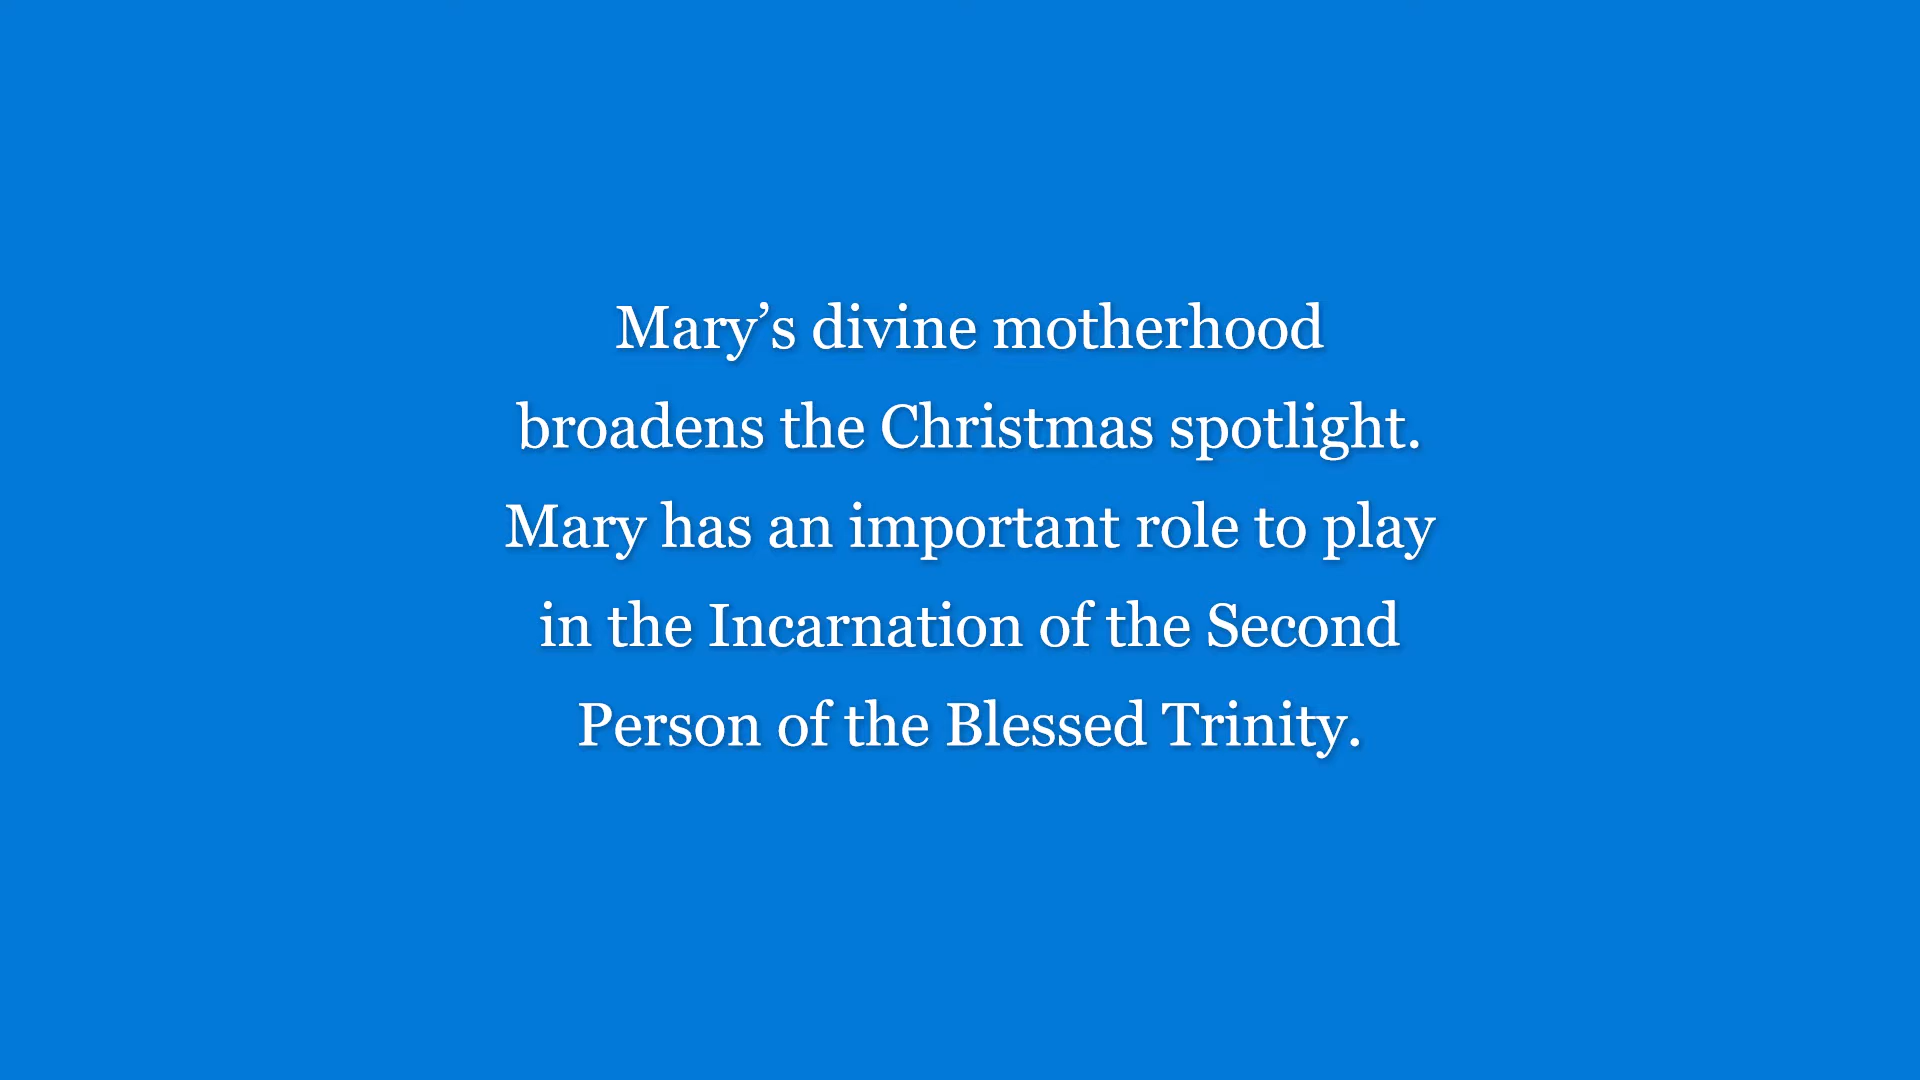 Mary’s divine motherhood
broadens the Christmas spotlight.
Mary has an important role to play
in the Incarnation of the Second
Person of the Blessed Trinity.